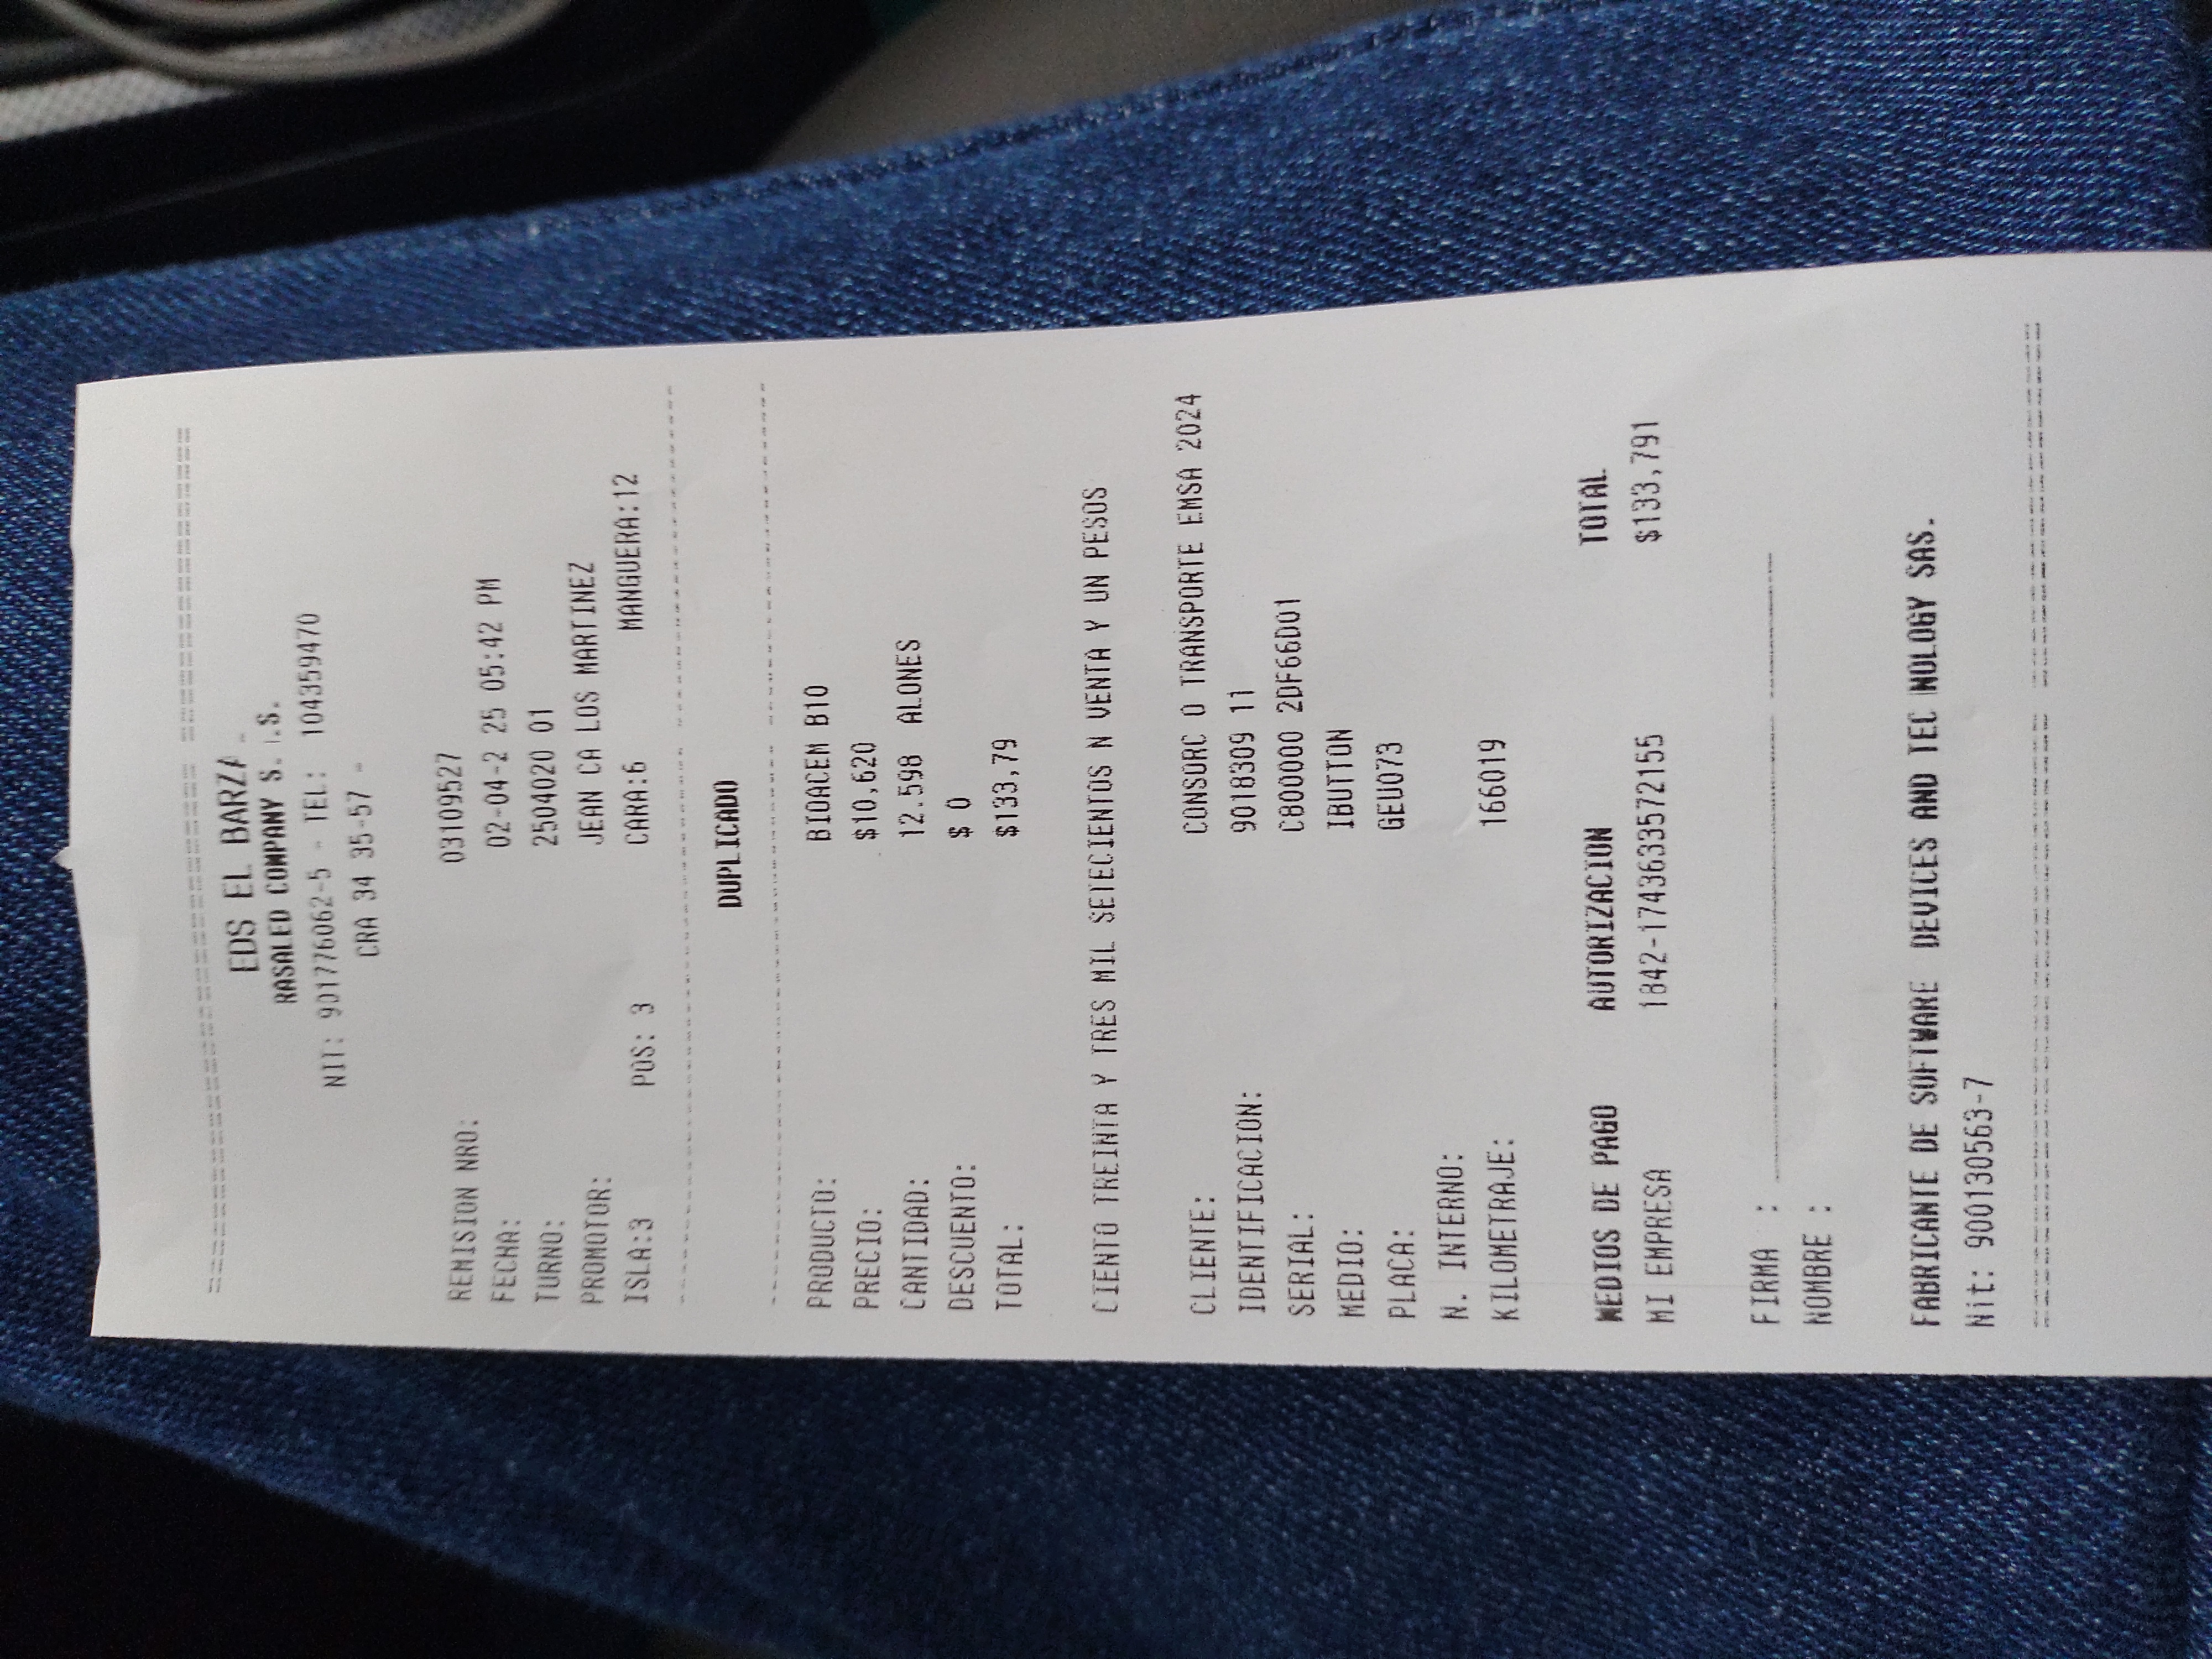 EDS EL BARZA
RASALED COMPANY S. .S.
NIT: 901776062-5 - TEL: 104359470
CRA 34 35-57 -
REMISION NRO: 03109527
FECHA: 02-04-2 25 05:42 PM
TURNO: 2504020 01
PROMOTOR: JEAN CA LOS MARTINEZ
ISLA:3 POS: 3 CARA:6 MANGUERA:12
DUPLICADO
PRODUCTO: BIOACEM B10
PRECIO: $10,620
CANTIDAD: 12.598 ALONES
DESCUENTO: $ 0
TOTAL: $133,79
CIENTO TREINTA Y TRES MIL SETECIENTOS N VENTA Y UN PESOS
CLIENTE: CONSORC O TRANSPORTE EMSA 2024
IDENTIFICACION: 9018309 11
SERIAL: C800000 2DF66D01
MEDIO: IBUTTON
PLACA: GEU073
N. INTERNO:
KILOMETRAJE: 166019
MEDIOS DE PAGO AUTORIZACION TOTAL
MI EMPRESA 1842-1743633572155 $133,791
FIRMA :
NOMBRE :
FABRICANTE DE SOFTWARE DEVICES AND TEC NOLOGY SAS.
Nit: 900130563-7